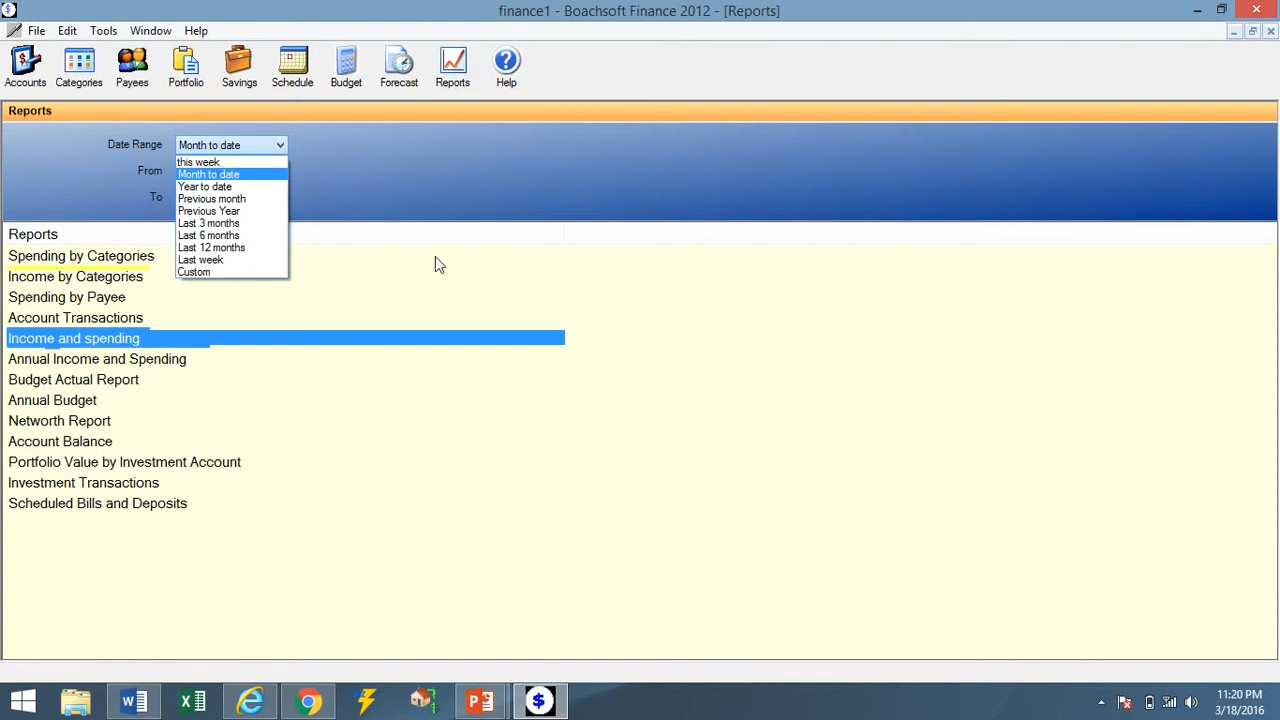 finance1 - Boachsoft Finance 2012 - [Reports]
File Edit Tools Window Help
Accounts Categories Payees Portfolio Savings Schedule Budget Forecast Reports Help
Reports
Date Range Month to date
From
To
this week
Month to date
Year to date
Previous month
Previous Year
Last 3 months
Last 6 months
Last 12 months
Last week
Custom
Reports
Spending by Categories
Income by Categories
Spending by Payee
Account Transactions
Income and spending
Annual Income and Spending
Budget Actual Report
Annual Budget
Networth Report
Account Balance
Portfolio Value by Investment Account
Investment Transactions
Scheduled Bills and Deposits
11:20 PM
3/18/2016